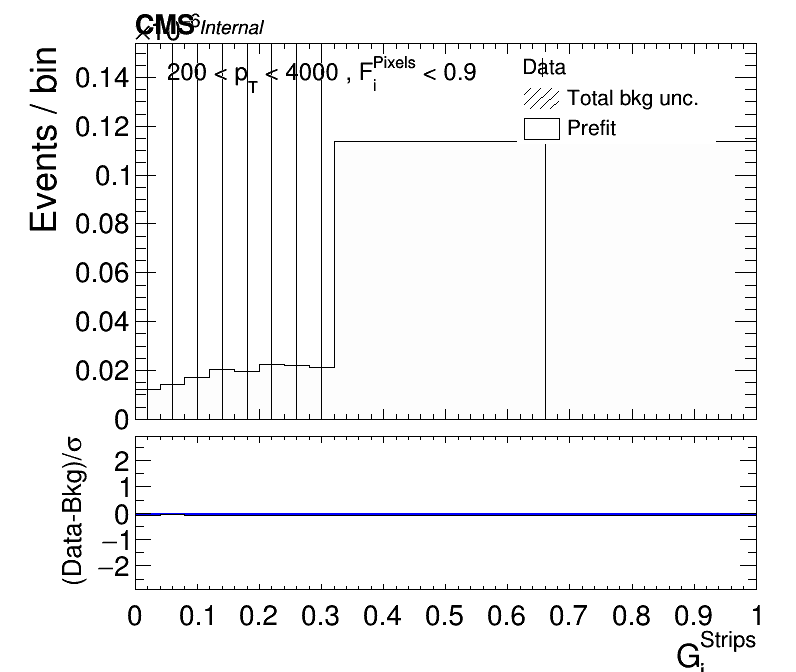 CMS Internal
×10⁻⁶
200 < p_T < 4000 , F_i^Pixels < 0.9
Data
Total bkg unc.
Prefit
Events / bin
0.14
0.12
0.1
0.08
0.06
0.04
0.02
0
(Data-Bkg)/σ
2
1
0
−1
−2
0 0.1 0.2 0.3 0.4 0.5 0.6 0.7 0.8 0.9 1
G_i^Strips